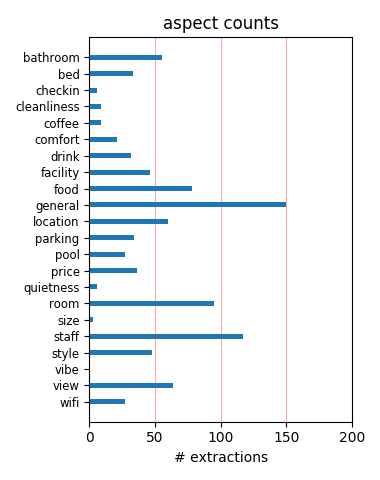 aspect counts
bathroom
bed
checkin
cleanliness
coffee
comfort
drink
facility
food
general
location
parking
pool
price
quietness
room
size
staff
style
vibe
view
wifi
0 50 100 150 200
# extractions